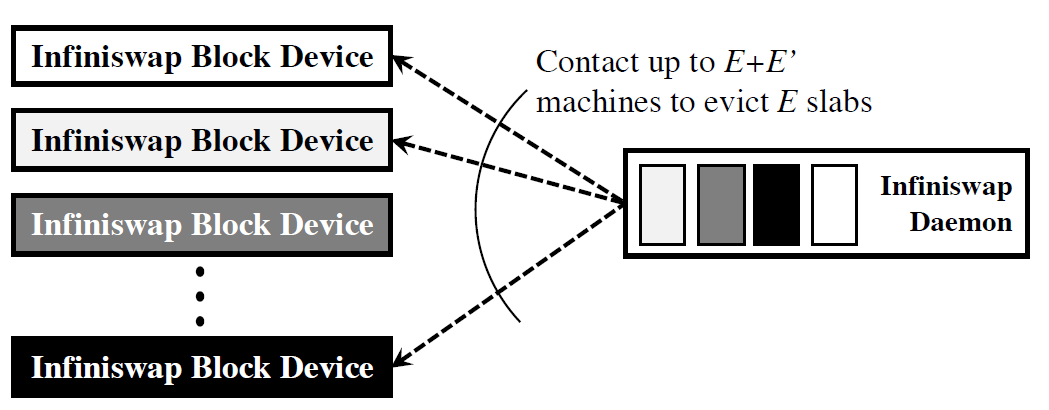 Infiniswap Block Device
Infiniswap Block Device
Infiniswap Block Device
Infiniswap Block Device
Contact up to E+E’
machines to evict E slabs
Infiniswap
Daemon